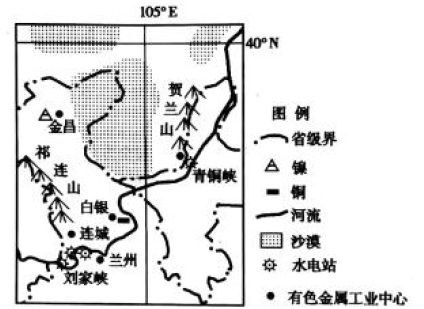 105°E
40°N
贺
兰
山
金昌
祁
连
山
青铜峡
白银
连城
兰州
刘家峡
图 例
省级界
镍
铜
河流
沙漠
水电站
有色金属工业中心